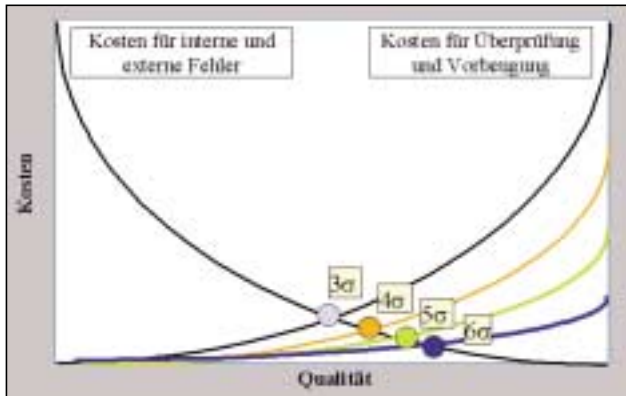 Kosten für interne und
externe Fehler
Kosten für Überprüfung
und Vorbeugung
Kosten
3σ
4σ
5σ
6σ
Qualität